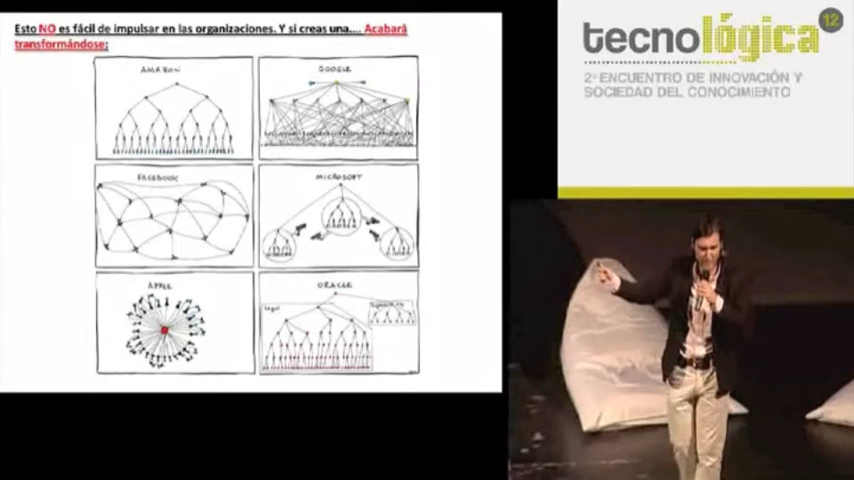 Esto NO es fácil de impulsar en las organizaciones. Y si creas una.... Acabará
transformándose:
AMAZON
GOOGLE
FACEBOOK
MICROSOFT
APPLE
ORACLE
Legal
tecnológica 12
2º ENCUENTRO DE INNOVACIÓN Y
SOCIEDAD DEL CONOCIMIENTO